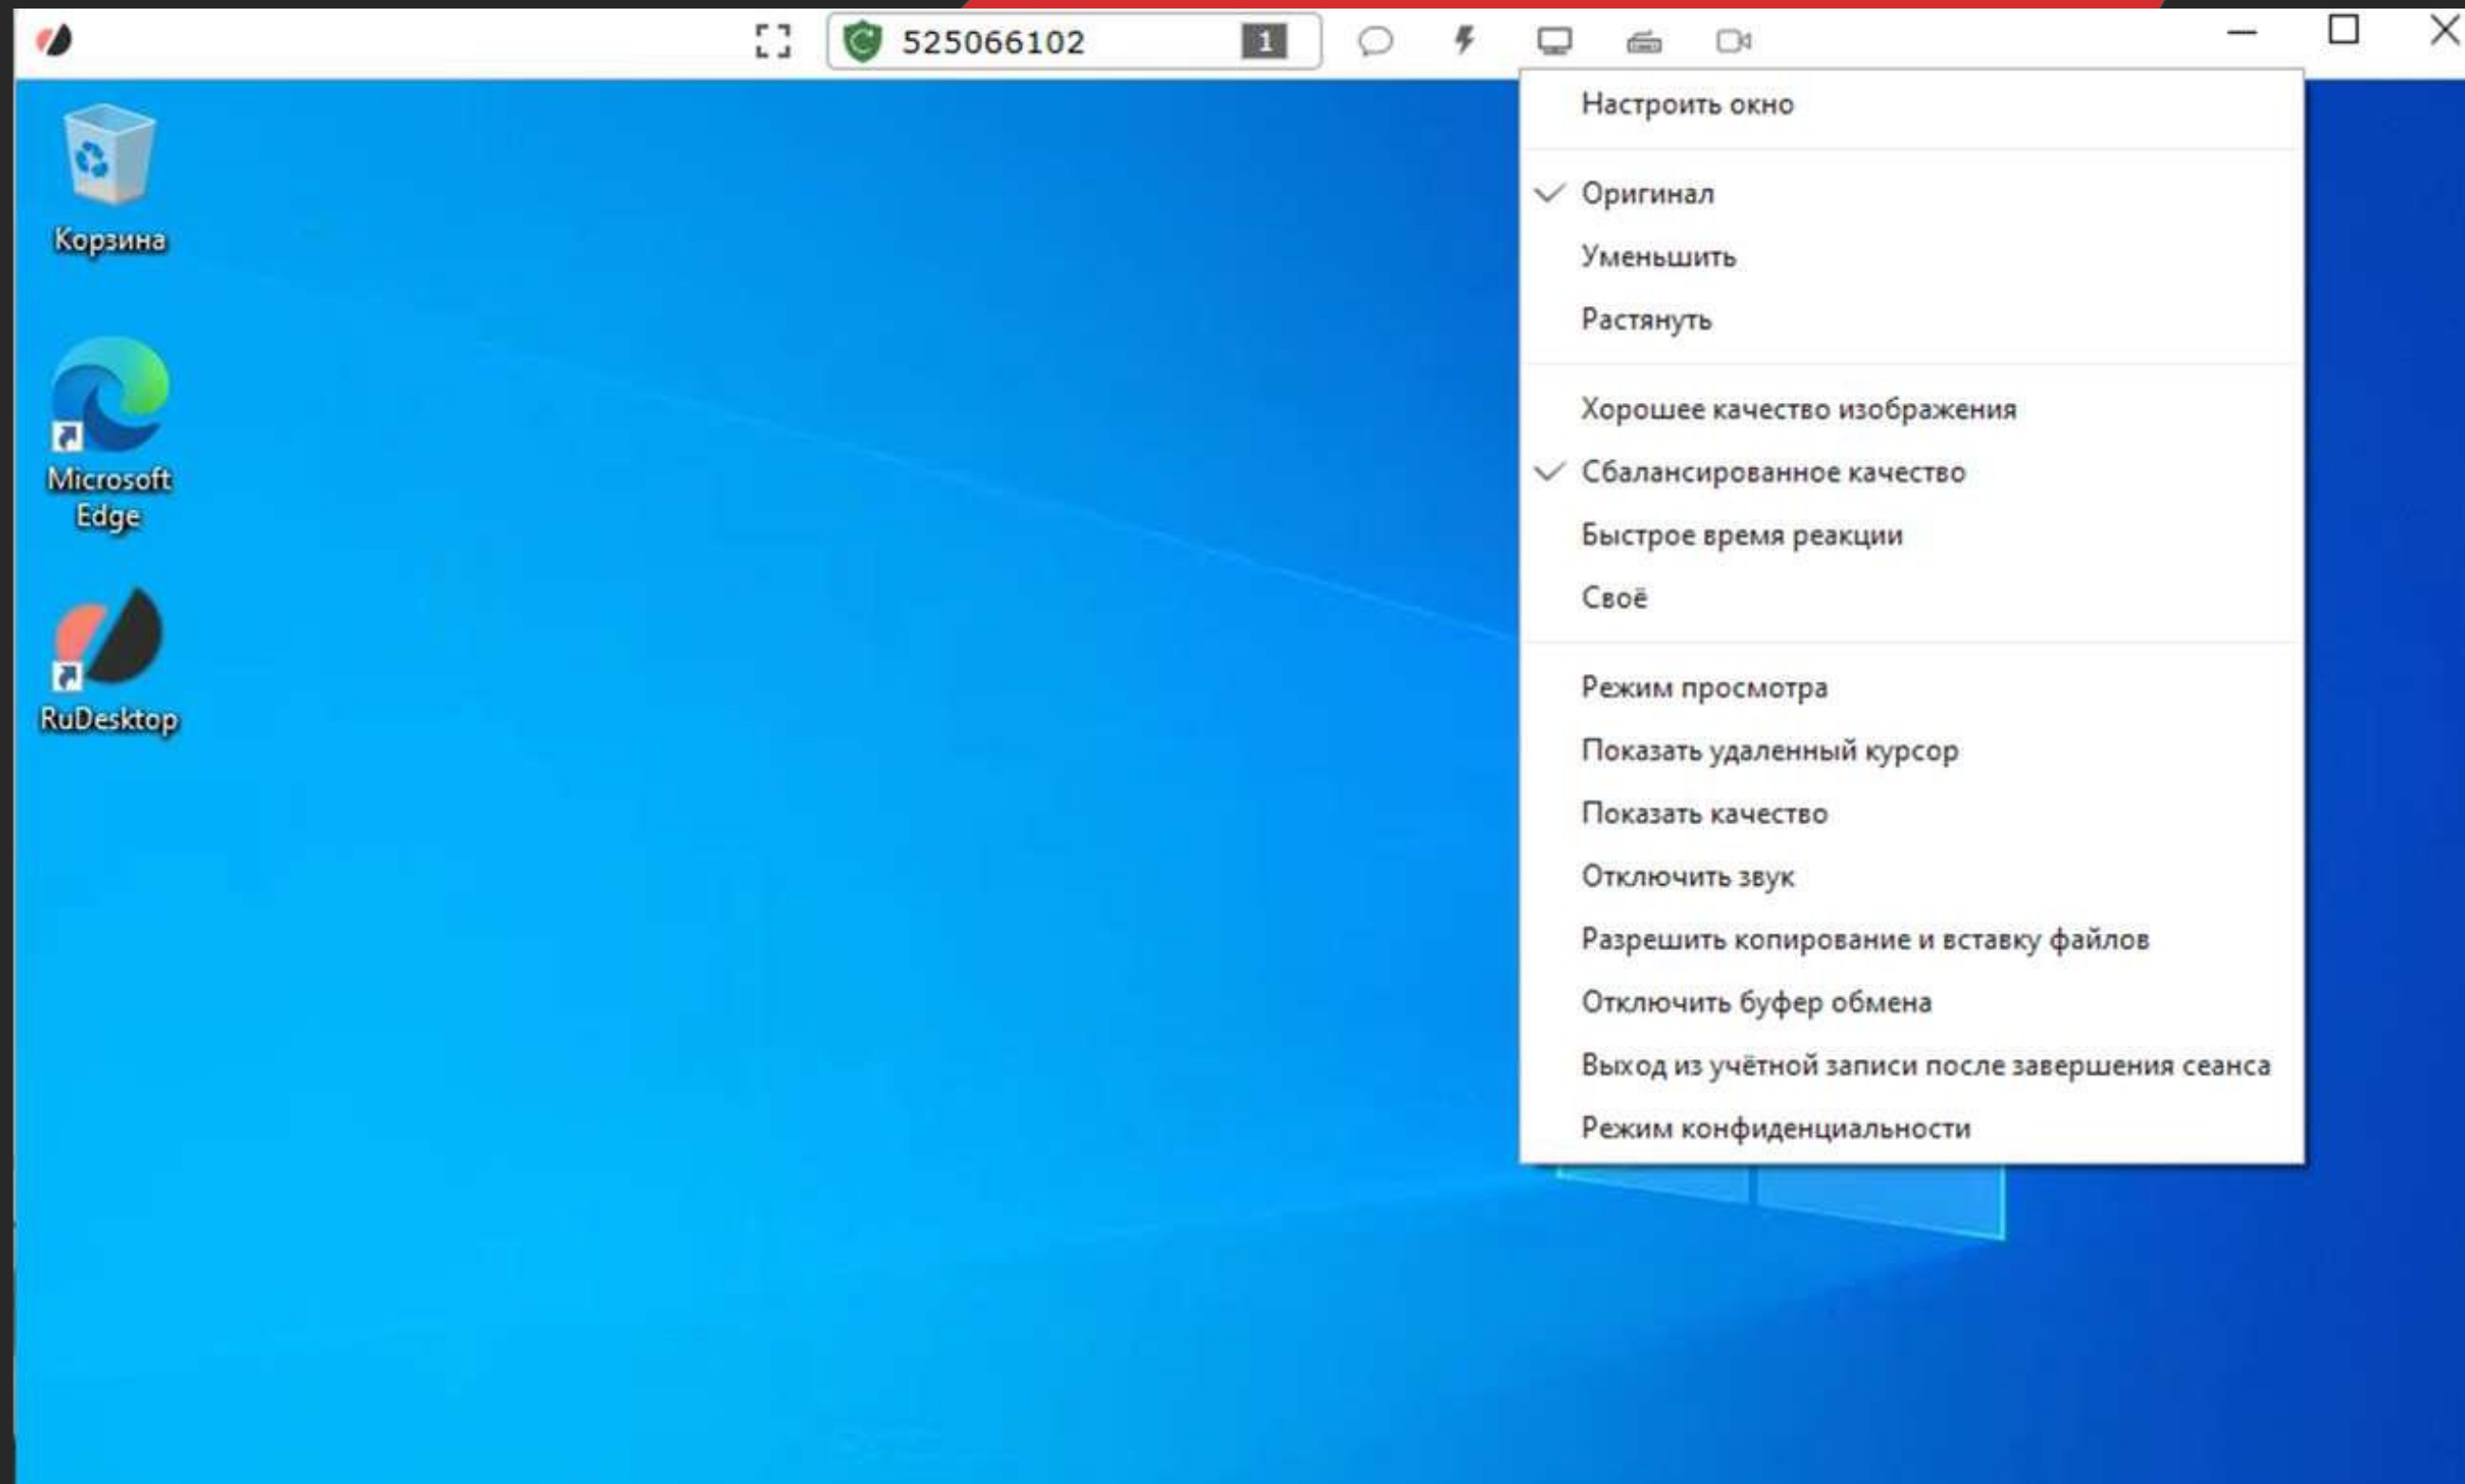 525066102 1
Настроить окно
Оригинал
Уменьшить
Растянуть
Хорошее качество изображения
Сбалансированное качество
Быстрое время реакции
Своё
Режим просмотра
Показать удаленный курсор
Показать качество
Отключить звук
Разрешить копирование и вставку файлов
Отключить буфер обмена
Выход из учётной записи после завершения сеанса
Режим конфиденциальности
Корзина
Microsoft
Edge
RuDesktop